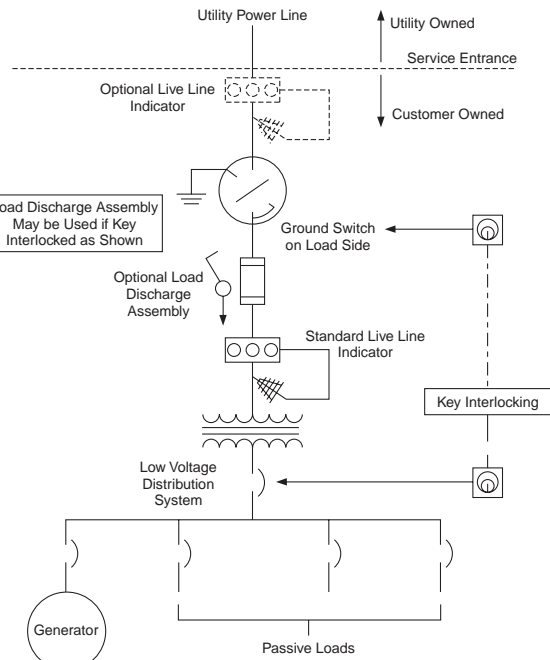 Utility Power Line
Utility Owned
Service Entrance
Optional Live Line
Indicator
Customer Owned
Discharge Assembly
May be Used if Key
Interlocked as Shown
Ground Switch
on Load Side
Optional Load
Discharge
Assembly
Standard Live Line
Indicator
Key Interlocking
Low Voltage
Distribution
System
Generator
Passive Loads